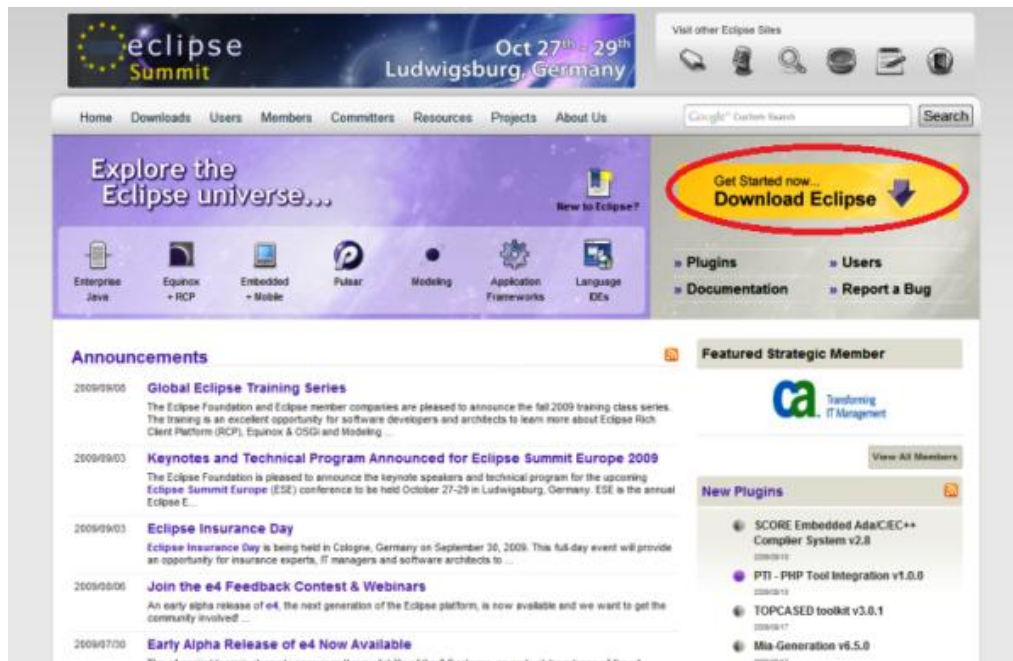 eclipse
Summit
Oct 27th - 29th
Ludwigsburg, Germany
Visit other Eclipse Sites
Home Downloads Users Members Committers Resources Projects About Us
Google™ Custom Search
Search
Explore the
Eclipse universe...
New to Eclipse?
Get Started now...
Download Eclipse
Enterprise
Java
Equinox
+ RCP
Embedded
+ Mobile
Pulsar
Modeling
Application
Frameworks
Language
IDEs
» Plugins
» Users
» Documentation
» Report a Bug
Announcements
2009/09/08
Global Eclipse Training Series
The Eclipse Foundation and Eclipse member companies are pleased to announce the fall 2009 training class series.
The training is an excellent opportunity for software developers and architects to learn more about Eclipse Rich
Client Platform (RCP), Equinox & OSGi and Modeling ...
2009/09/03
Keynotes and Technical Program Announced for Eclipse Summit Europe 2009
The Eclipse Foundation is pleased to announce the keynote speakers and technical program for the upcoming
Eclipse Summit Europe (ESE) conference to be held October 27-29 in Ludwigsburg, Germany. ESE is the annual
Eclipse E...
2009/09/03
Eclipse Insurance Day
Eclipse Insurance Day is being held in Cologne, Germany on September 30, 2009. This full-day event will provide
an opportunity for insurance experts, IT managers and software architects to ...
2009/08/06
Join the e4 Feedback Contest & Webinars
An early alpha release of e4, the next generation of the Eclipse platform, is now available and we want to get the
community involved! ...
2009/07/30
Early Alpha Release of e4 Now Available
Featured Strategic Member
ca
Transforming
IT Management
View All Members
New Plugins
SCORE Embedded Ada/C/EC++
Complier System v2.8
PTI - PHP Tool Integration v1.0.0
TOPCASED toolkit v3.0.1
Mia-Generation v6.5.0